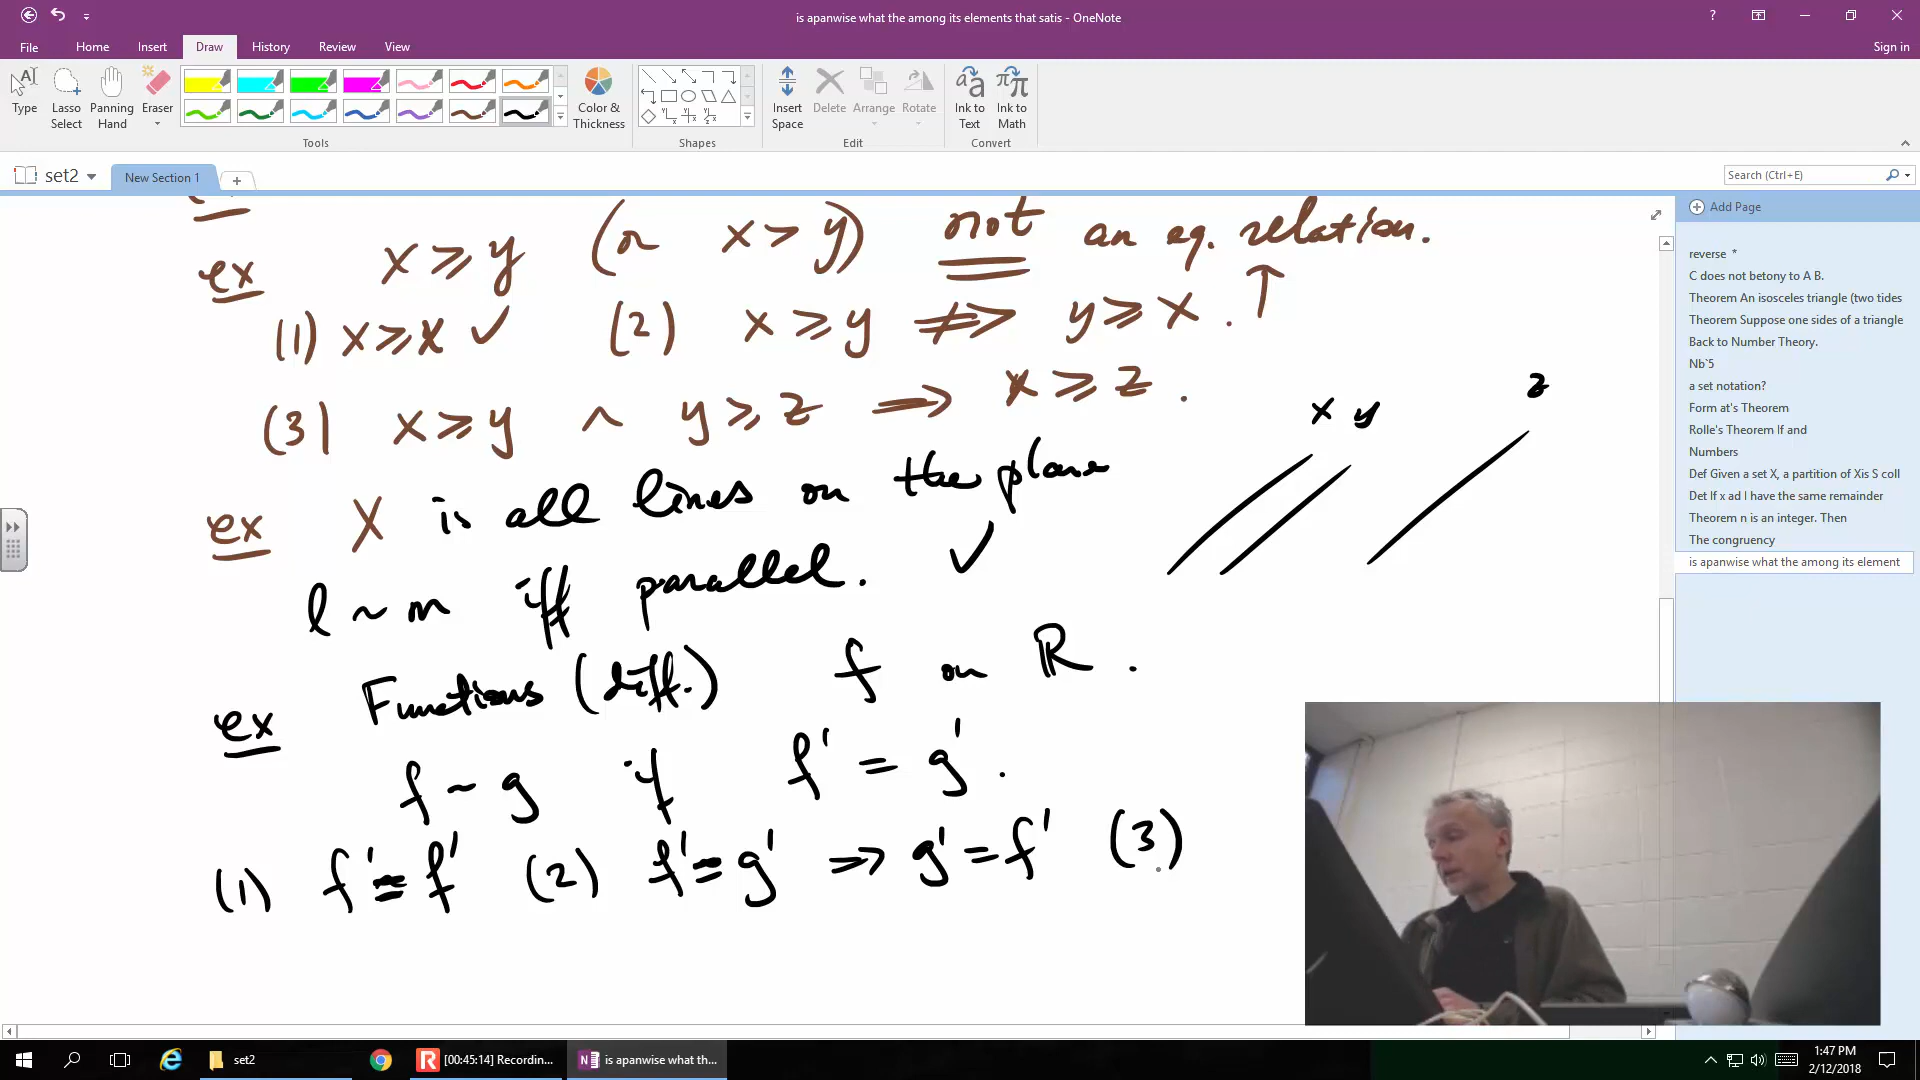 is apanwise what the among its elements that satis - OneNote
?
File Home Insert Draw History Review View
Sign in
Type
Lasso Select
Panning Hand
Eraser
Color & Thickness
Insert Space
Delete
Arrange
Rotate
Ink to Text
Ink to Math
Tools
Shapes
Edit
Convert
set2
New Section 1
Search (Ctrl+E)
Add Page
reverse *
C does not betony to A B.
Theorem An isosceles triangle (two tides
Theorem Suppose one sides of a triangle
Back to Number Theory.
Nb`5
a set notation?
Form at's Theorem
Rolle's Theorem If and
Numbers
Def Given a set X, a partition of Xis S coll
Det If x ad I have the same remainder
Theorem n is an integer. Then
The congruency
is apanwise what the among its element
ex x ⩾ y (or x > y) not an eq. relation.
(1) x ⩾ x ✓ (2) x ⩾ y ⇏ y ⩾ x . ↑
(3) x ⩾ y ^ y ⩾ z ⟹ x ⩾ z .
x y z
ex X is all lines on the plane
l ~ m iff parallel. ✓
ex Functions (diff.) f on ℝ .
f ~ g if f' = g' .
(1) f' = f' (2) f' = g' ⇒ g' = f' (3)
set2
[00:45:14] Recordin...
is apanwise what th...
1:47 PM
2/12/2018